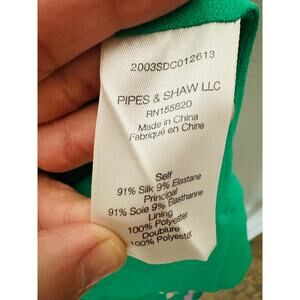 2003SDC012613
PIPES & SHAW LLC
RN155820
Made in China
Fabriqué en Chine
Self
91% Silk 9% Elastane
Principal
91% Soie 9% Elasthanne
Lining
100% Polyester
Doublure
100% Polyester